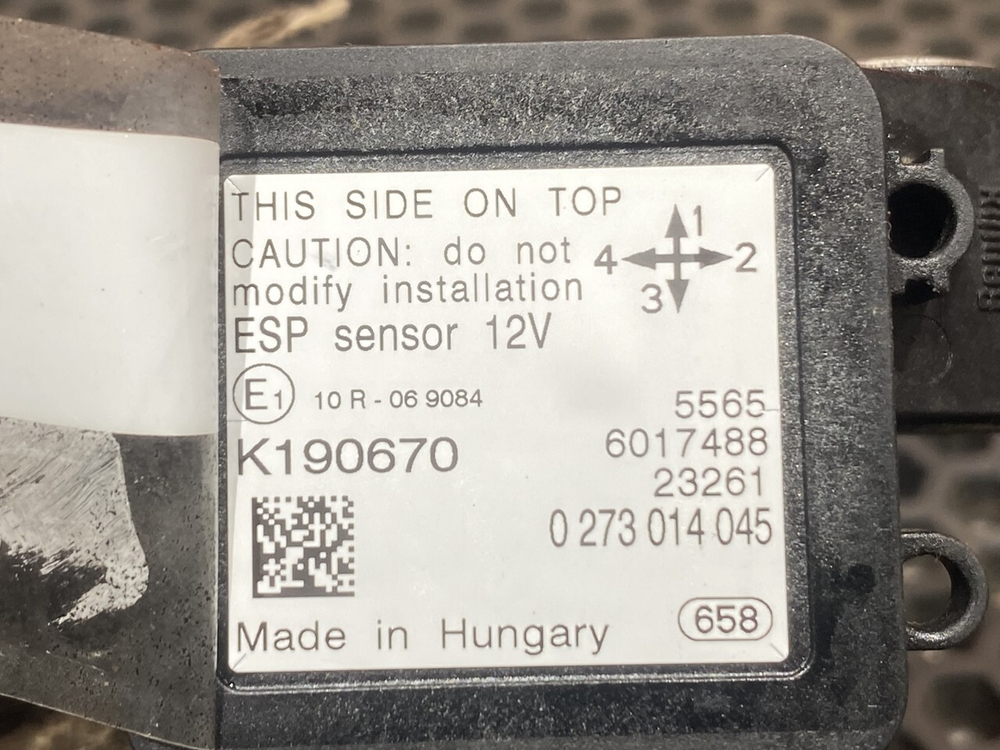 THIS SIDE ON TOP
CAUTION: do not
modify installation
ESP sensor 12V
1
4 2
3
E1 10 R - 06 9084
5565
K190670
6017488
23261
0 273 014 045
Made in Hungary
658